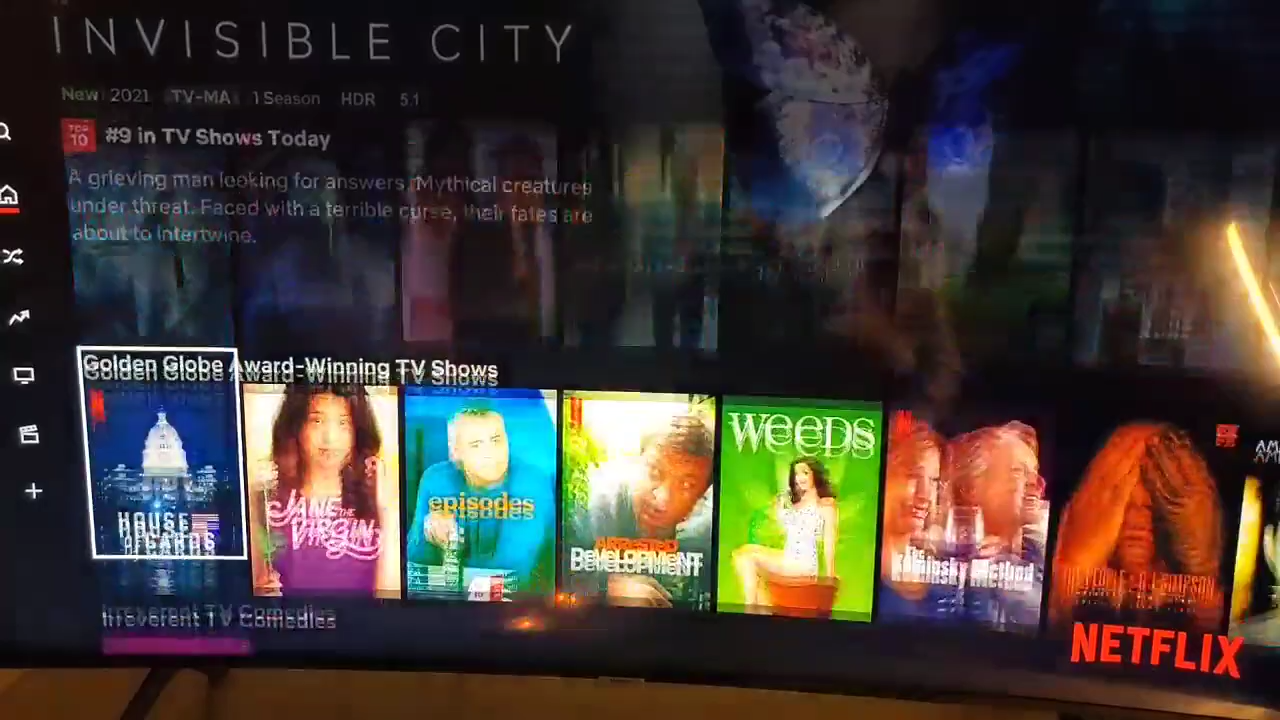 INVISIBLE CITY
New 2021 TV-MA 1 Season HDR 5.1
TOP 10 #9 in TV Shows Today
A grieving man looking for answers. Mythical creatures
under threat. Faced with a terrible curse, their fates are
about to intertwine.
Golden Globe Award-Winning TV Shows
HOUSE of CARDS
JANE THE VIRGIN
episodes
ARRESTED DEVELOPMENT
WEEDS
The Kominsky Method
Irreverent TV Comedies
NETFLIX